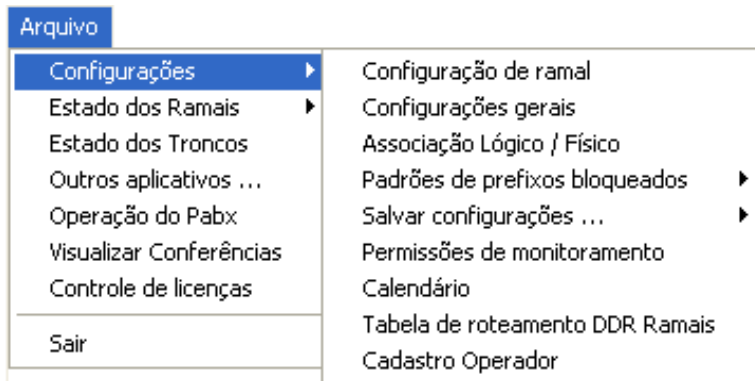 Arquivo
Configurações
Estado dos Ramais
Estado dos Troncos
Outros aplicativos ...
Operação do Pabx
Visualizar Conferências
Controle de licenças
Sair
Configuração de ramal
Configurações gerais
Associação Lógico / Físico
Padrões de prefixos bloqueados
Salvar configurações ...
Permissões de monitoramento
Calendário
Tabela de roteamento DDR Ramais
Cadastro Operador